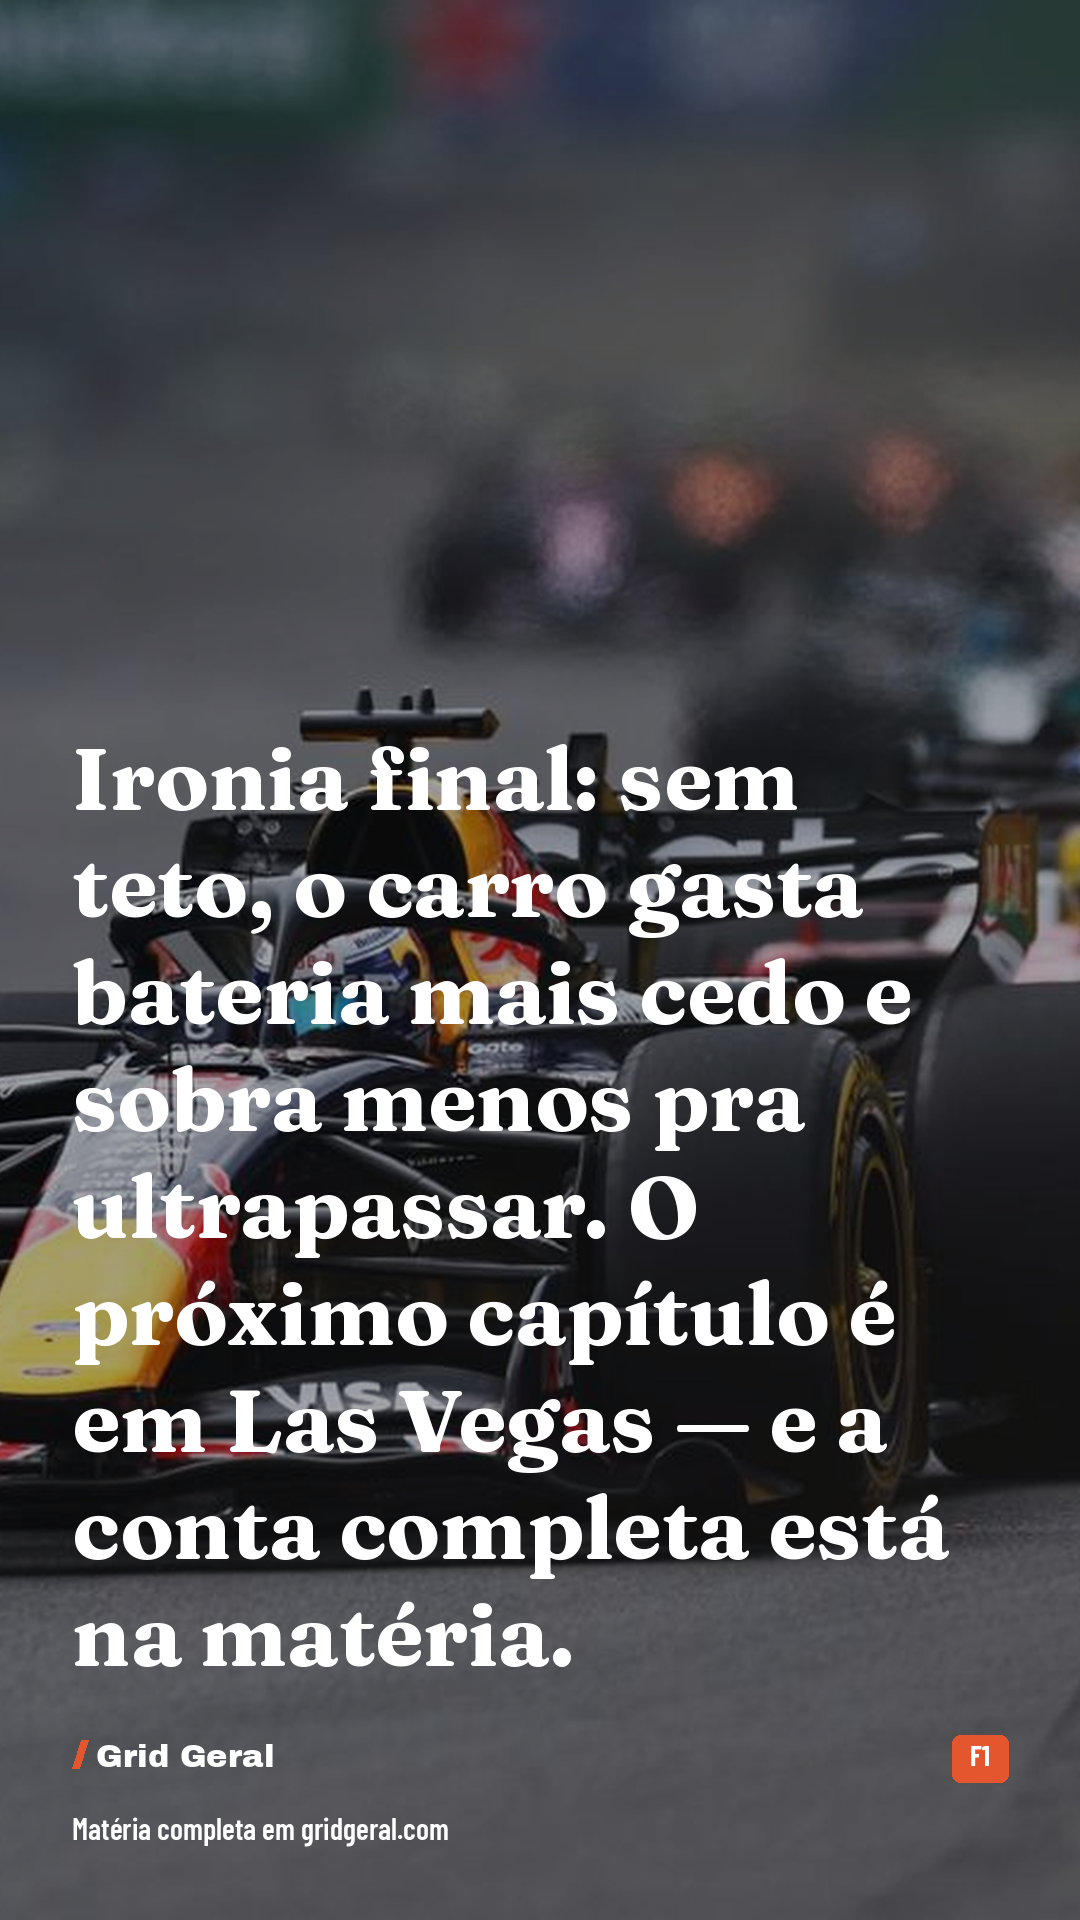 Ironia final: sem
teto, o carro gasta
bateria mais cedo e
sobra menos pra
ultrapassar. O
próximo capítulo é
em Las Vegas — e a
conta completa está
na matéria.
VISA
Grid Geral
F1
Matéria completa em gridgeral.com